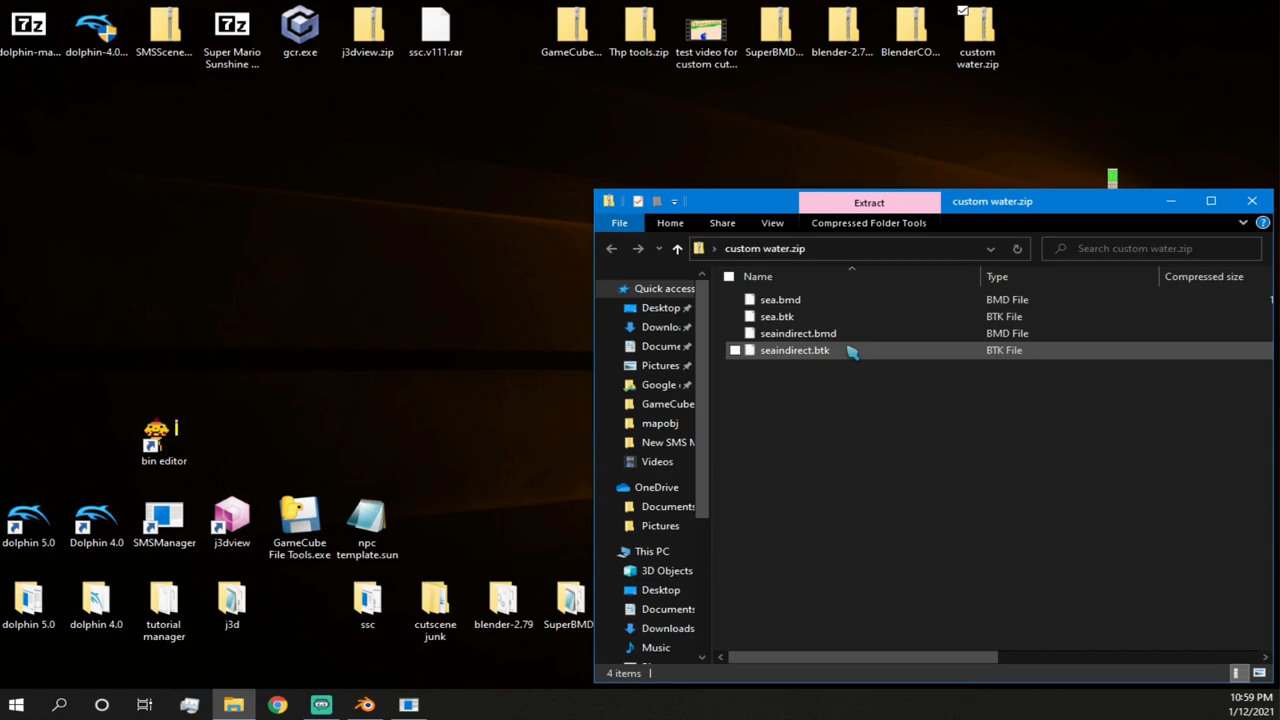 7z
7z
dolphin-ma...
dolphin-4.0...
SMSScene...
Super Mario
Sunshine ...
gcr.exe
j3dview.zip
ssc.v111.rar
GameCube...
Thp tools.zip
test video for
custom cut...
SuperBMD...
blender-2.7...
BlenderCO...
custom
water.zip
Extract
custom water.zip
File
Home
Share
View
Compressed Folder Tools
custom water.zip
Search custom water.zip
Name
Type
Compressed size
sea.bmd
BMD File
sea.btk
BTK File
seaindirect.bmd
BMD File
seaindirect.btk
BTK File
Quick access
Desktop
Downloa
Docume
Pictures
Google
GameCube
mapobj
New SMS M
Videos
OneDrive
Documents
Pictures
This PC
3D Objects
Desktop
Documents
Downloads
Music
4 items
i
bin editor
dolphin 5.0
Dolphin 4.0
SMSManager
j3dview
GameCube
File Tools.exe
npc
template.sun
dolphin 5.0
dolphin 4.0
tutorial
manager
j3d
ssc
cutscene
junk
blender-2.79
SuperBMD
10:59 PM
1/12/2021